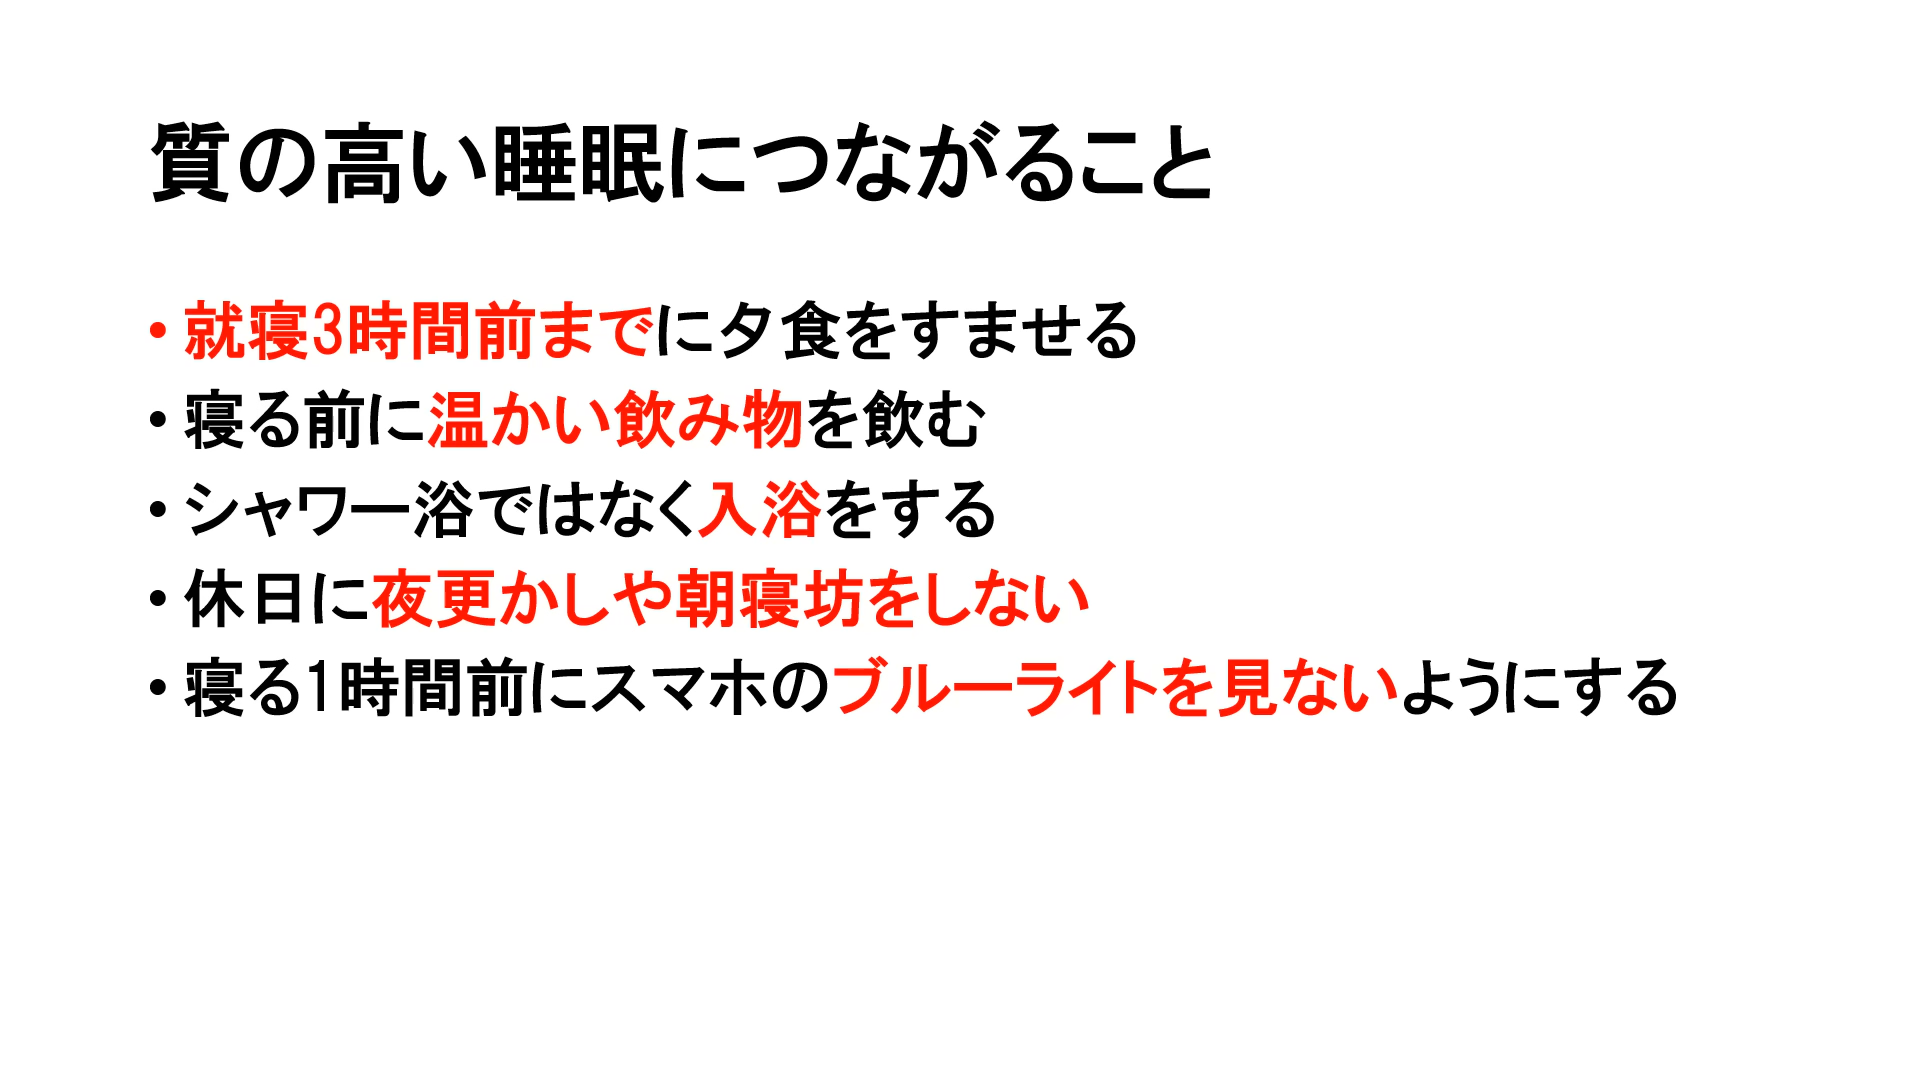 質の高い睡眠につながること
• 就寝3時間前までに夕食をすませる
• 寝る前に温かい飲み物を飲む
• シャワー浴ではなく入浴をする
• 休日に夜更かしや朝寝坊をしない
• 寝る1時間前にスマホのブルーライトを見ないようにする